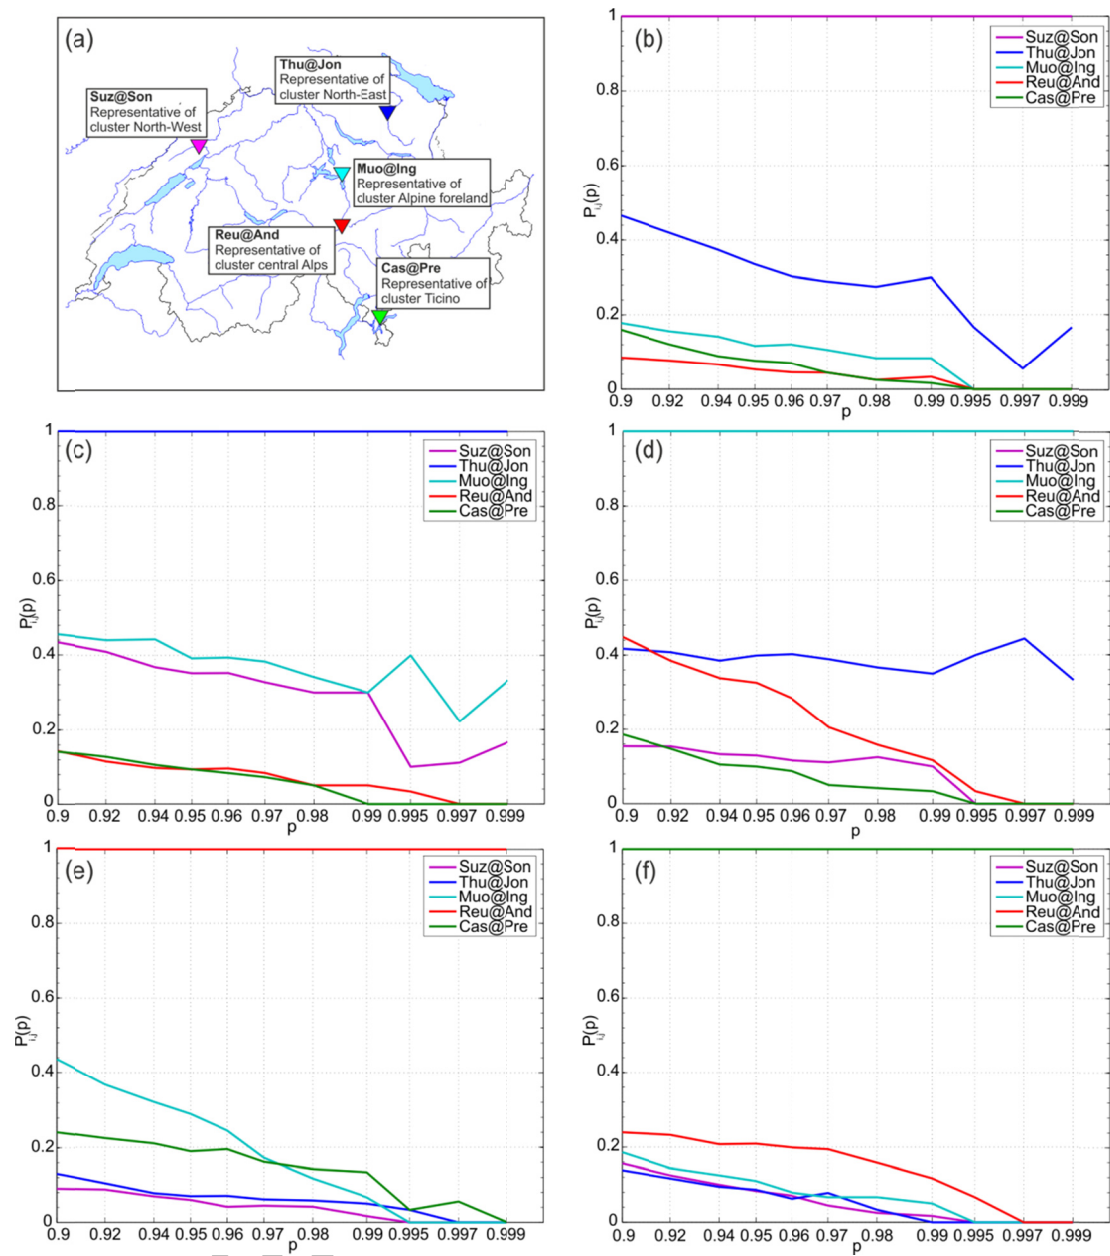 (a)
Thu@Jon
Representative of
cluster North-East
Suz@Son
Representative of
cluster North-West
Muo@Ing
Representative of
cluster Alpine foreland
Reu@And
Representative of
cluster central Alps
Cas@Pre
Representative of
cluster Ticino
(b)
Suz@Son
Thu@Jon
Muo@Ing
Reu@And
Cas@Pre
1
0.8
0.6
0.4
0.2
0
P_{i,j}(p)
0.9 0.92 0.94 0.95 0.96 0.97 0.98 0.99 0.995 0.997 0.999
p
(c)
Suz@Son
Thu@Jon
Muo@Ing
Reu@And
Cas@Pre
1
0.8
0.6
0.4
0.2
0
P_{i,j}(p)
0.9 0.92 0.94 0.95 0.96 0.97 0.98 0.99 0.995 0.997 0.999
p
(d)
Suz@Son
Thu@Jon
Muo@Ing
Reu@And
Cas@Pre
1
0.8
0.6
0.4
0.2
0
P_{i,j}(p)
0.9 0.92 0.94 0.95 0.96 0.97 0.98 0.99 0.995 0.997 0.999
p
(e)
Suz@Son
Thu@Jon
Muo@Ing
Reu@And
Cas@Pre
1
0.8
0.6
0.4
0.2
0
P_{i,j}(p)
0.9 0.92 0.94 0.95 0.96 0.97 0.98 0.99 0.995 0.997 0.999
p
(f)
Suz@Son
Thu@Jon
Muo@Ing
Reu@And
Cas@Pre
1
0.8
0.6
0.4
0.2
0
P_{i,j}(p)
0.9 0.92 0.94 0.95 0.96 0.97 0.98 0.99 0.995 0.997 0.999
p